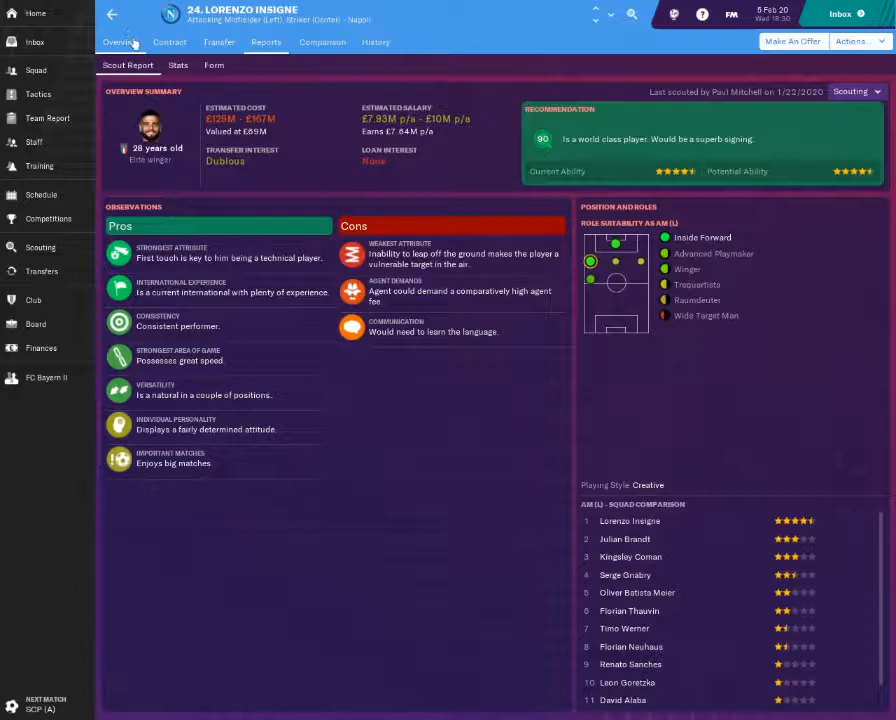 Home
Inbox
Squad
Tactics
Team Report
Staff
Training
Schedule
Competitions
Scouting
Transfers
Club
Board
Finances
FC Bayern II
NEXT MATCH
SCP (A)
24. LORENZO INSIGNE
Attacking Midfielder (Left), Striker (Center) - Napoli
FM
5 Feb 20
Wed 18:30
Inbox
Overview Contract Transfer Reports Comparison History
Make An Offer Actions...
Scout Report Stats Form
OVERVIEW SUMMARY
Last scouted by Paul Mitchell on 1/22/2020 Scouting
28 years old
Elite winger
ESTIMATED COST
£129M - £167M
Valued at £69M
TRANSFER INTEREST
Dubious
ESTIMATED SALARY
£7.93M p/a - £10M p/a
Earns £7.64M p/a
LOAN INTEREST
None
RECOMMENDATION
90 Is a world class player. Would be a superb signing.
Current Ability Potential Ability
OBSERVATIONS
Pros
STRONGEST ATTRIBUTE
First touch is key to him being a technical player.
INTERNATIONAL EXPERIENCE
Is a current international with plenty of experience.
CONSISTENCY
Consistent performer.
STRONGEST AREA OF GAME
Possesses great speed.
VERSATILITY
Is a natural in a couple of positions.
INDIVIDUAL PERSONALITY
Displays a fairly determined attitude.
IMPORTANT MATCHES
Enjoys big matches.
Cons
WEAKEST ATTRIBUTE
Inability to leap off the ground makes the player a
vulnerable target in the air.
AGENT DEMANDS
Agent could demand a comparatively high agent
fee.
COMMUNICATION
Would need to learn the language.
POSITION AND ROLES
ROLE SUITABILITY AS AM (L)
Inside Forward
Advanced Playmaker
Winger
Trequartista
Raumdeuter
Wide Target Man
Playing Style Creative
AM (L) - SQUAD COMPARISON
1 Lorenzo Insigne
2 Julian Brandt
3 Kingsley Coman
4 Serge Gnabry
5 Oliver Batista Meier
6 Florian Thauvin
7 Timo Werner
8 Florian Neuhaus
9 Renato Sanches
10 Leon Goretzka
11 David Alaba